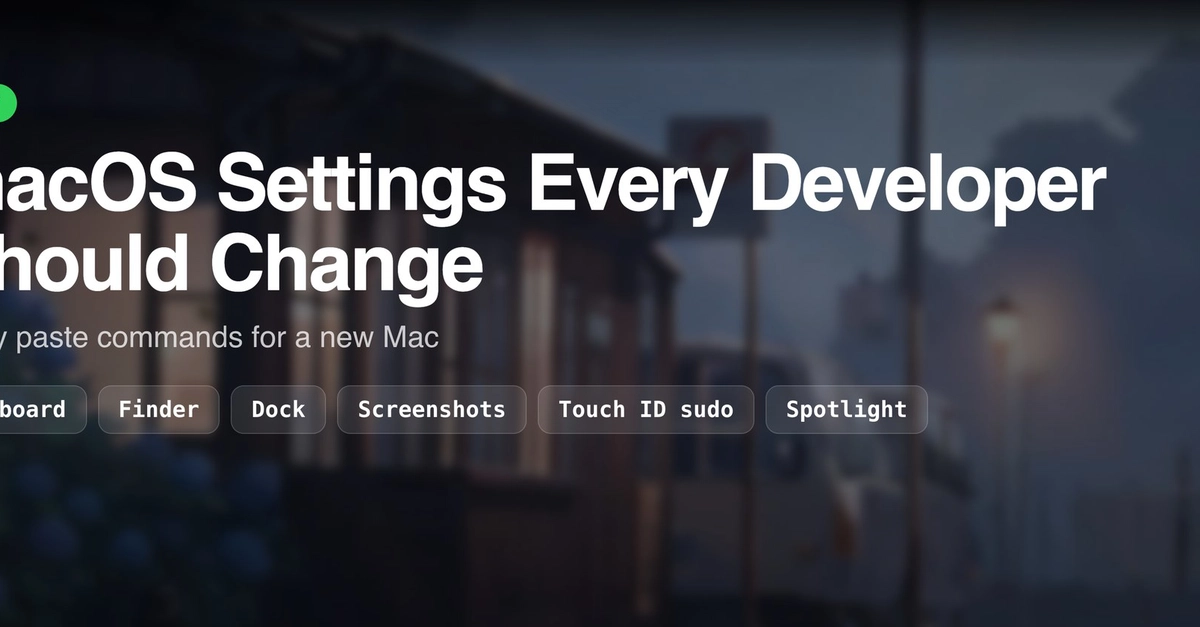 acOS Settings Every Developer
hould Change
y paste commands for a new Mac
board
Finder
Dock
Screenshots
Touch ID sudo
Spotlight